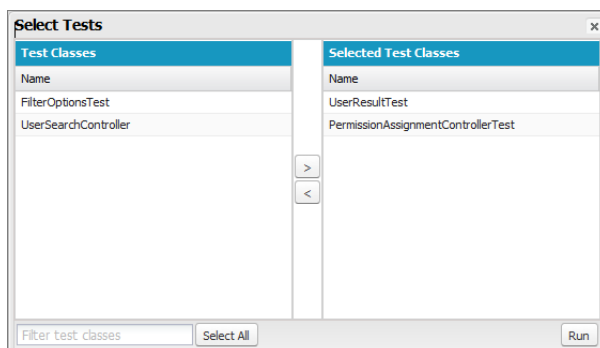 Select Tests
x
Test Classes
Selected Test Classes
Name
Name
FilterOptionsTest
UserResultTest
UserSearchController
PermissionAssignmentControllerTest
>
<
Filter test classes
Select All
Run